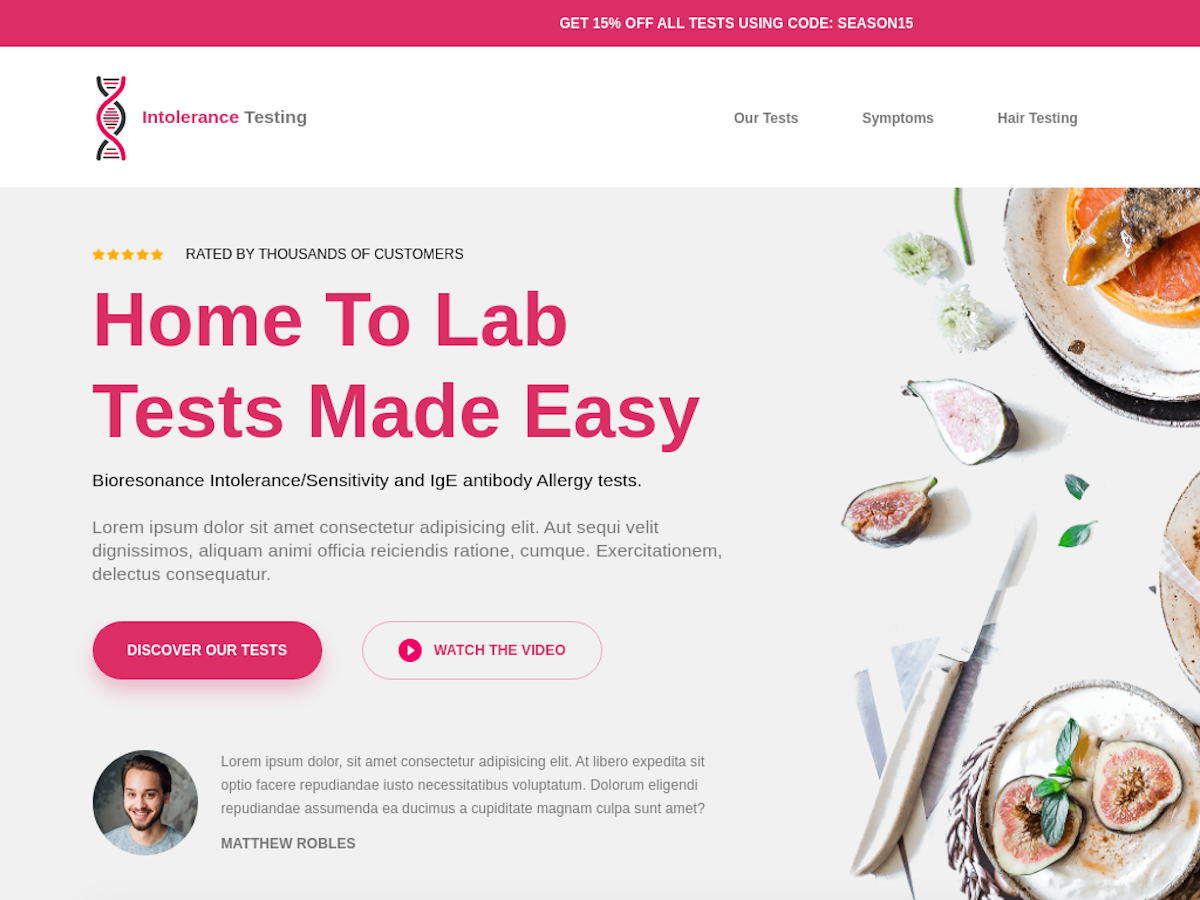 GET 15% OFF ALL TESTS USING CODE: SEASON15
Intolerance Testing
Our Tests
Symptoms
Hair Testing
RATED BY THOUSANDS OF CUSTOMERS
Home To Lab
Tests Made Easy
Bioresonance Intolerance/Sensitivity and IgE antibody Allergy tests.
Lorem ipsum dolor sit amet consectetur adipisicing elit. Aut sequi velit
dignissimos, aliquam animi officia reiciendis ratione, cumque. Exercitationem,
delectus consequatur.
DISCOVER OUR TESTS
WATCH THE VIDEO
Lorem ipsum dolor, sit amet consectetur adipisicing elit. At libero expedita sit
optio facere repudiandae iusto necessitatibus voluptatum. Dolorum eligendi
repudiandae assumenda ea ducimus a cupiditate magnam culpa sunt amet?
MATTHEW ROBLES